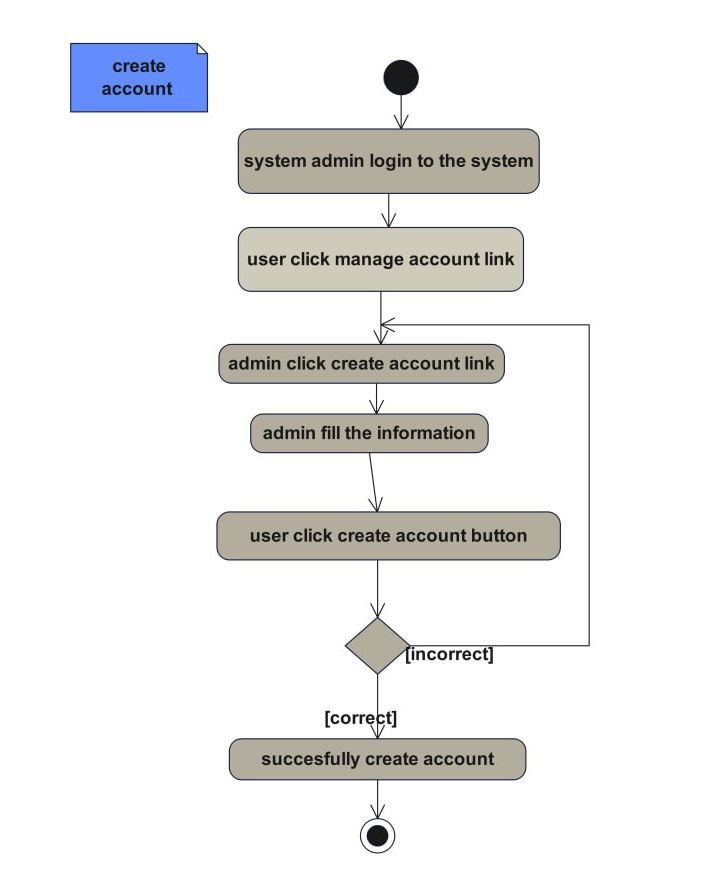 create
account
system admin login to the system
user click manage account link
admin click create account link
admin fill the information
user click create account button
[incorrect]
[correct]
succesfully create account